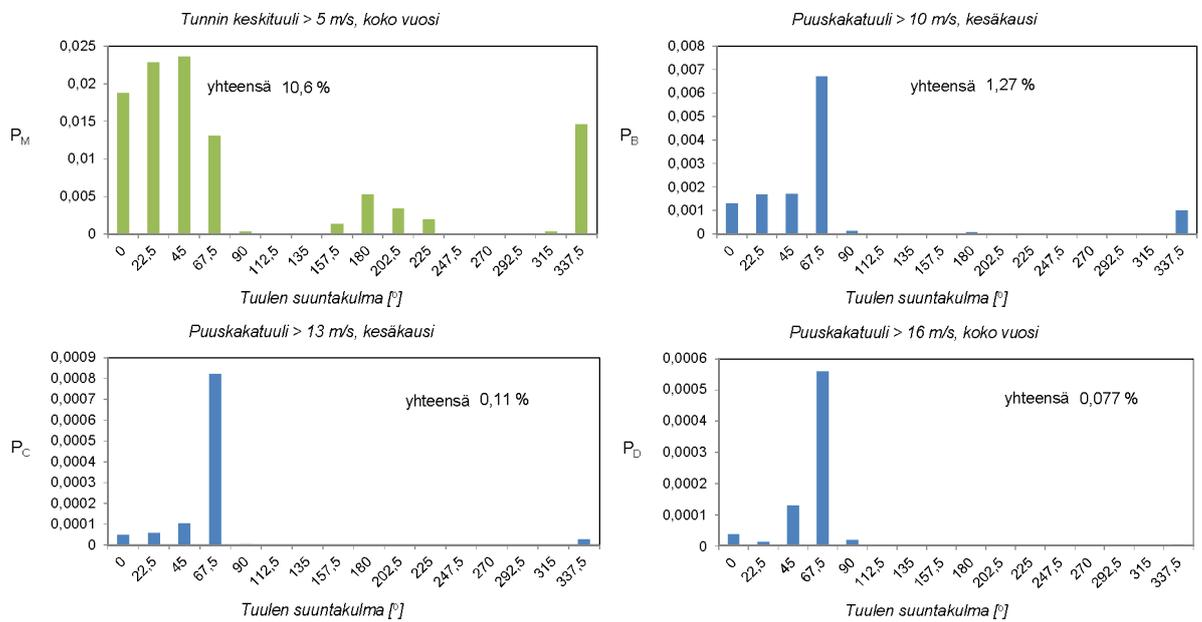 Tunnin keskituuli > 5 m/s, koko vuosi
0,025
0,02
0,015
0,01
0,005
0
P_M
yhteensä 10,6 %
0 22,5 45 67,5 90 112,5 135 157,5 180 202,5 225 247,5 270 292,5 315 337,5
Tuulen suuntakulma [°]
Puuskakatuuli > 10 m/s, kesäkausi
0,008
0,007
0,006
0,005
0,004
0,003
0,002
0,001
0
P_B
yhteensä 1,27 %
0 22,5 45 67,5 90 112,5 135 157,5 180 202,5 225 247,5 270 292,5 315 337,5
Tuulen suuntakulma [°]
Puuskakatuuli > 13 m/s, kesäkausi
0,0009
0,0008
0,0007
0,0006
0,0005
0,0004
0,0003
0,0002
0,0001
0
P_C
yhteensä 0,11 %
0 22,5 45 67,5 90 112,5 135 157,5 180 202,5 225 247,5 270 292,5 315 337,5
Tuulen suuntakulma [°]
Puuskakatuuli > 16 m/s, koko vuosi
0,0006
0,0005
0,0004
0,0003
0,0002
0,0001
0
P_D
yhteensä 0,077 %
0 22,5 45 67,5 90 112,5 135 157,5 180 202,5 225 247,5 270 292,5 315 337,5
Tuulen suuntakulma [°]